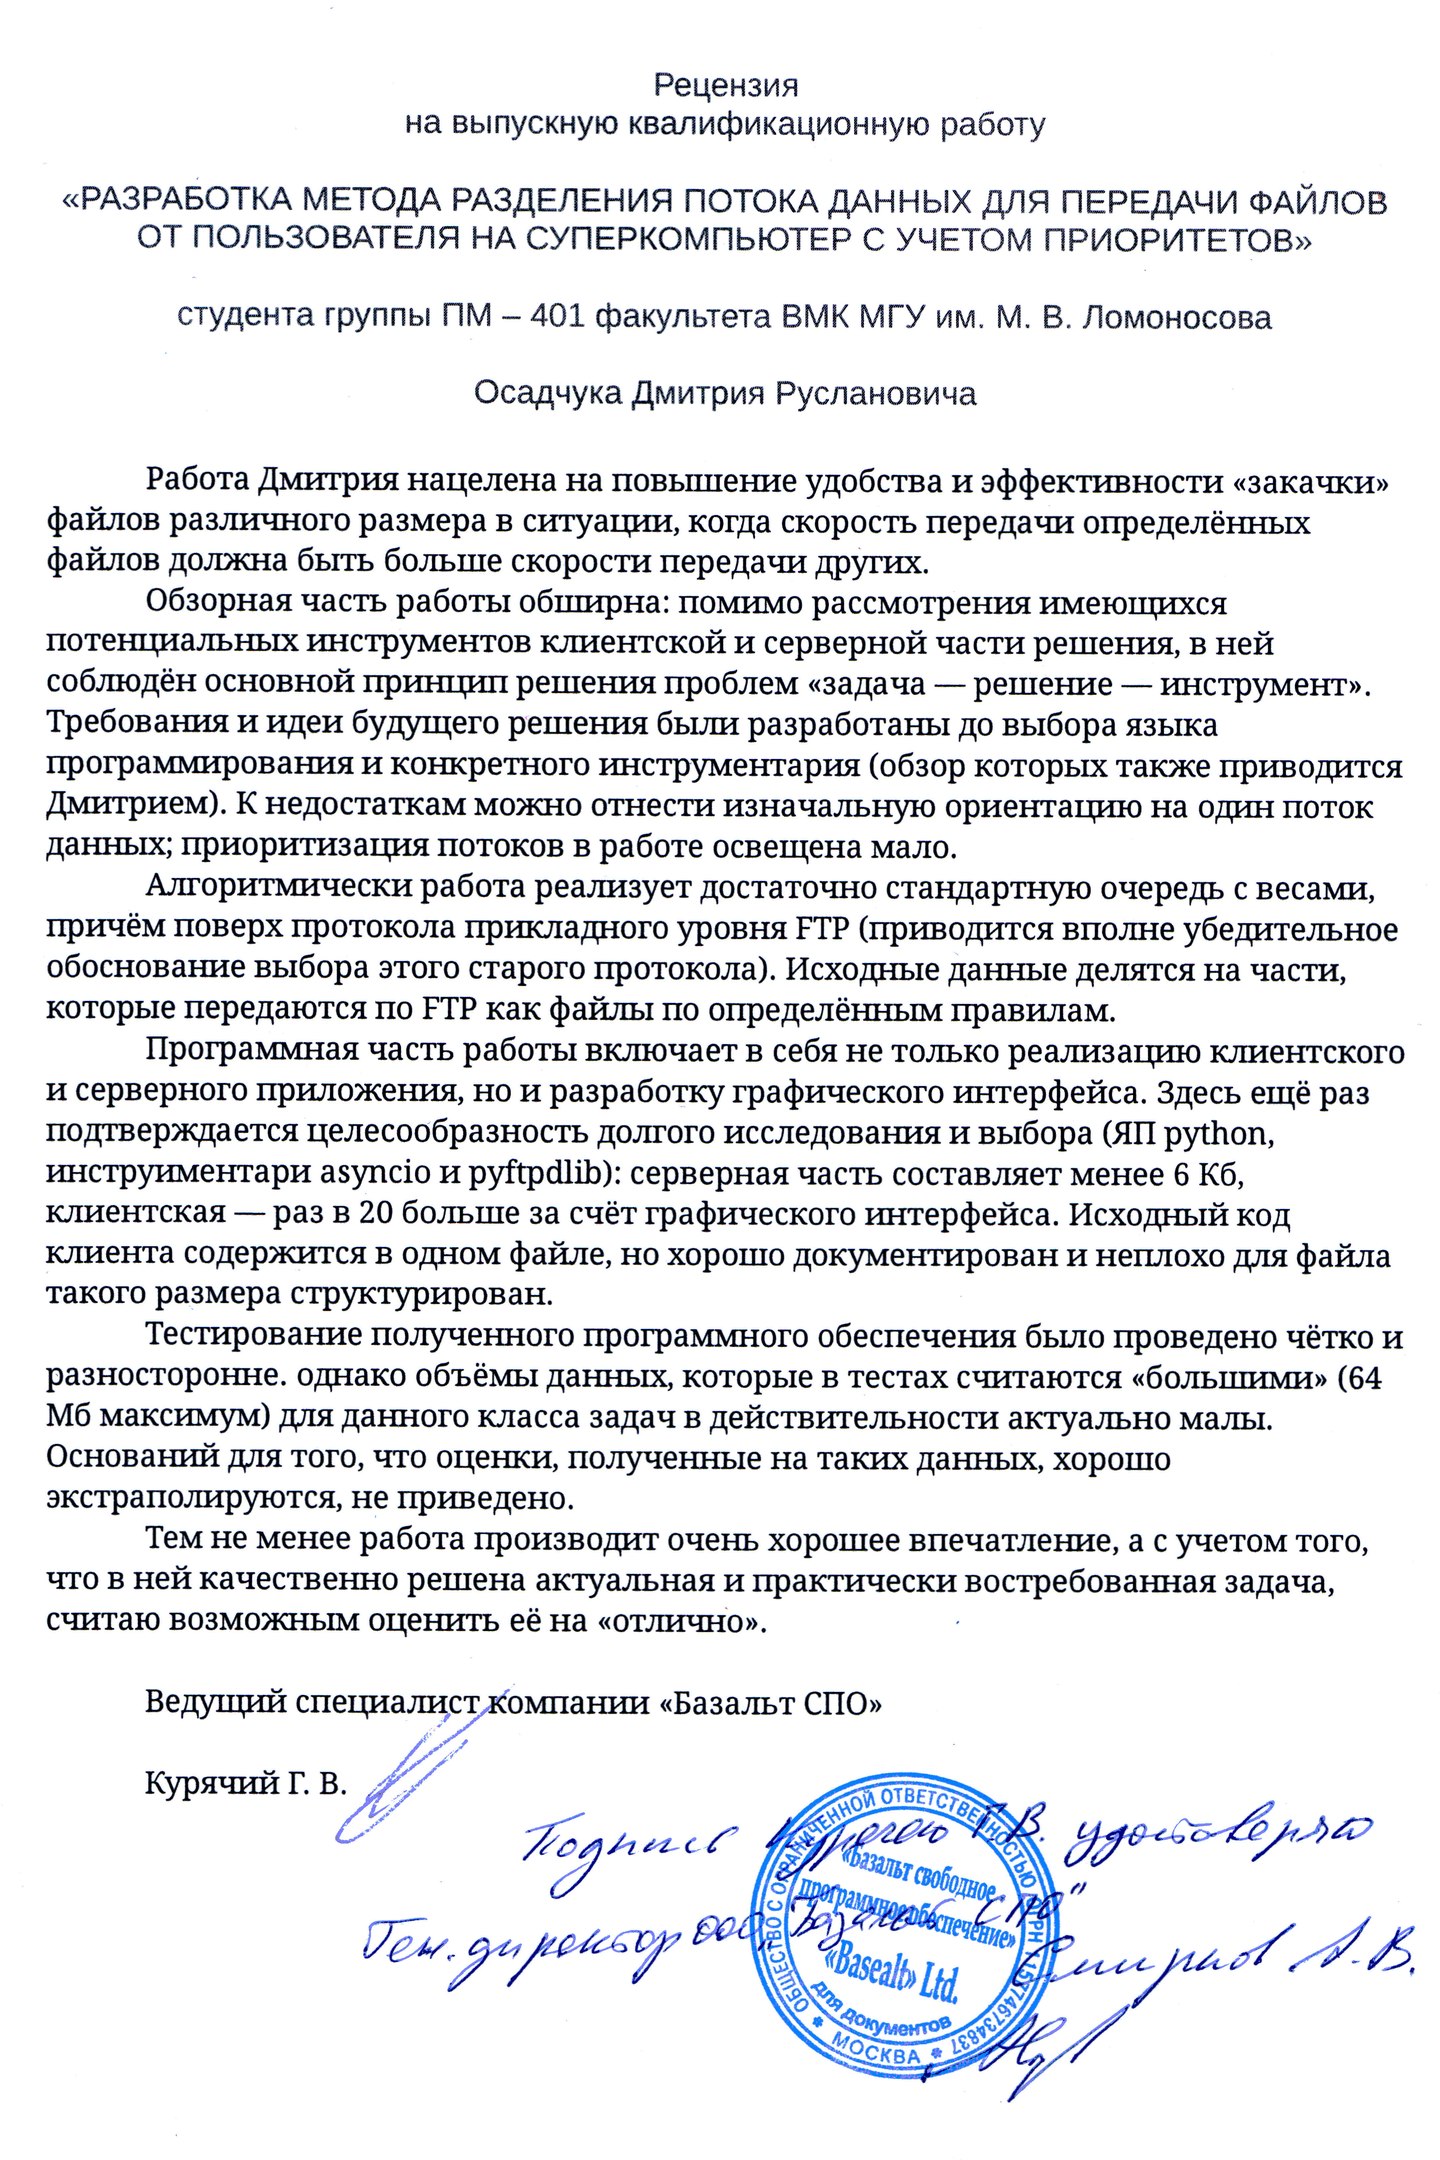 Рецензия
на выпускную квалификационную работу
«РАЗРАБОТКА МЕТОДА РАЗДЕЛЕНИЯ ПОТОКА ДАННЫХ ДЛЯ ПЕРЕДАЧИ ФАЙЛОВ
ОТ ПОЛЬЗОВАТЕЛЯ НА СУПЕРКОМПЬЮТЕР С УЧЕТОМ ПРИОРИТЕТОВ»
студента группы ПМ – 401 факультета ВМК МГУ им. М. В. Ломоносова
Осадчука Дмитрия Руслановича
Работа Дмитрия нацелена на повышение удобства и эффективности «закачки»
файлов различного размера в ситуации, когда скорость передачи определённых
файлов должна быть больше скорости передачи других.
Обзорная часть работы обширна: помимо рассмотрения имеющихся
потенциальных инструментов клиентской и серверной части решения, в ней
соблюдён основной принцип решения проблем «задача — решение — инструмент».
Требования и идеи будущего решения были разработаны до выбора языка
программирования и конкретного инструментария (обзор которых также приводится
Дмитрием). К недостаткам можно отнести изначальную ориентацию на один поток
данных; приоритизация потоков в работе освещена мало.
Алгоритмически работа реализует достаточно стандартную очередь с весами,
причём поверх протокола прикладного уровня FTP (приводится вполне убедительное
обоснование выбора этого старого протокола). Исходные данные делятся на части,
которые передаются по FTP как файлы по определённым правилам.
Программная часть работы включает в себя не только реализацию клиентского
и серверного приложения, но и разработку графического интерфейса. Здесь ещё раз
подтверждается целесообразность долгого исследования и выбора (ЯП python,
инструиментари asyncio и pyftpdlib): серверная часть составляет менее 6 Кб,
клиентская — раз в 20 больше за счёт графического интерфейса. Исходный код
клиента содержится в одном файле, но хорошо документирован и неплохо для файла
такого размера структурирован.
Тестирование полученного программного обеспечения было проведено чётко и
разносторонне. однако объёмы данных, которые в тестах считаются «большими» (64
Мб максимум) для данного класса задач в действительности актуально малы.
Оснований для того, что оценки, полученные на таких данных, хорошо
экстраполируются, не приведено.
Тем не менее работа производит очень хорошее впечатление, а с учетом того,
что в ней качественно решена актуальная и практически востребованная задача,
считаю возможным оценить её на «отлично».
Ведущий специалист компании «Базальт СПО»
Курячий Г. В.
Подпись Г.В. удостоверяю
Ген. директор ООО „Базальт СПО"
Смирнов А.В.
ОБЩЕСТВО С ОГРАНИЧЕННОЙ ОТВЕТСТВЕННОСТЬЮ
«Базальт свободное
программное обеспечение»
«Basealt» Ltd.
для документов
* МОСКВА *